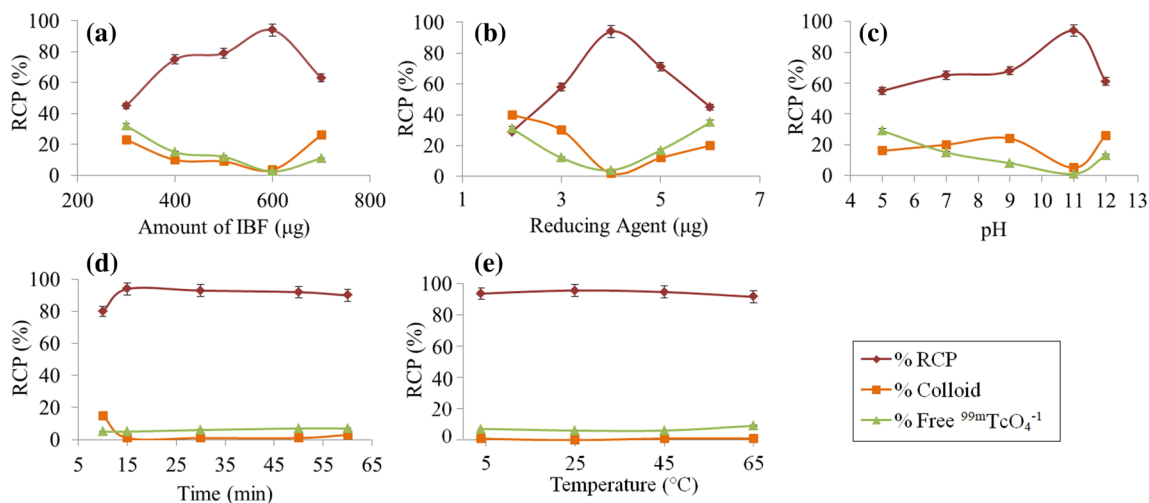 (a)
RCP (%)
100
80
60
40
20
0
200
400
600
800
Amount of IBF (µg)
(b)
RCP (%)
100
80
60
40
20
0
1
3
5
7
Reducing Agent (µg)
(c)
RCP (%)
100
80
60
40
20
0
4 5 6 7 8 9 10 11 12 13
pH
(d)
RCP (%)
100
80
60
40
20
0
5 15 25 35 45 55 65
Time (min)
(e)
RCP (%)
100
80
60
40
20
0
5 25 45 65
Temperature (°C)
% RCP
% Colloid
% Free ⁹⁹ᵐTcO₄⁻¹